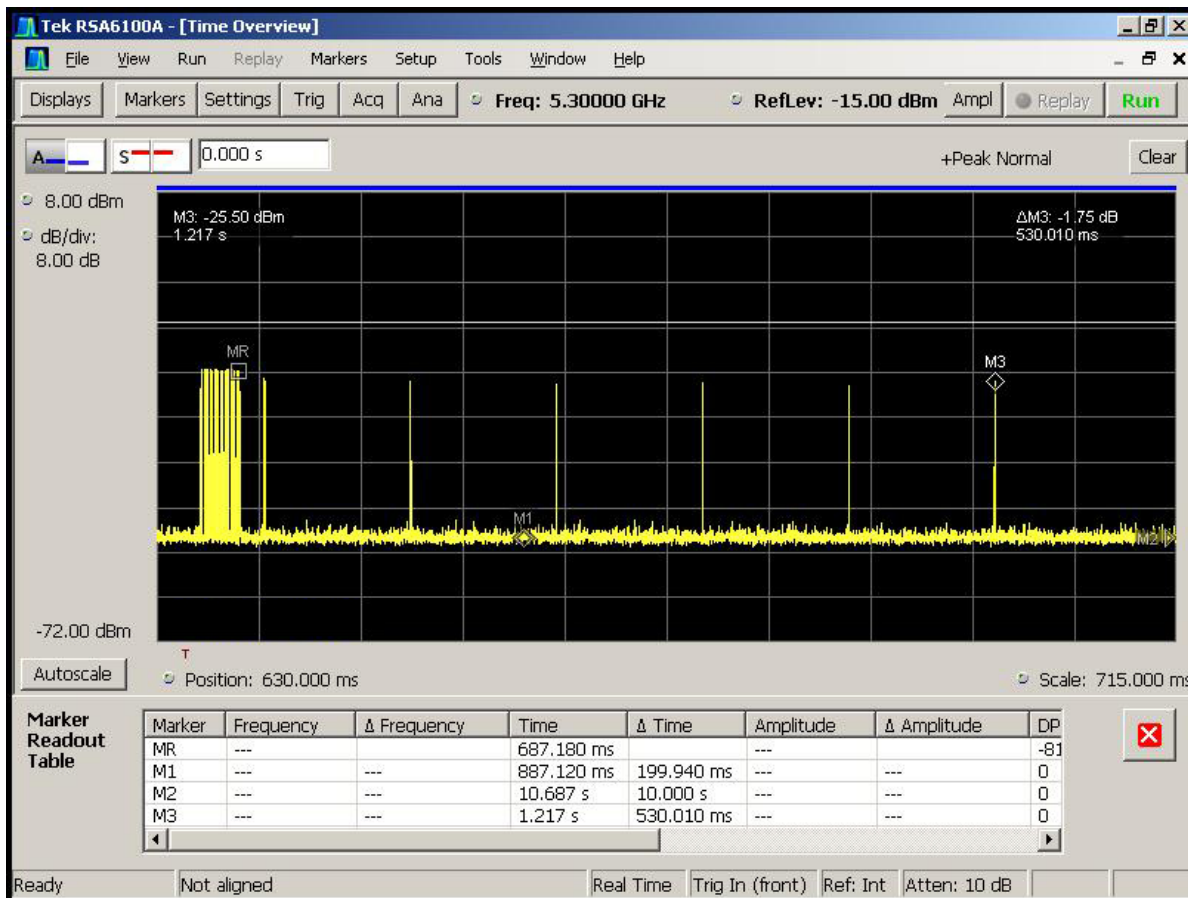 Tek RSA6100A - [Time Overview]
File View Run Replay Markers Setup Tools Window Help
Displays Markers Settings Trig Acq Ana Freq: 5.30000 GHz RefLev: -15.00 dBm Ampl Replay Run
A S 0.000 s +Peak Normal Clear
8.00 dBm
dB/div:
8.00 dB
M3: -25.50 dBm
1.217 s
ΔM3: -1.75 dB
530.010 ms
MR
M3
M1
M2
-72.00 dBm
T
Autoscale Position: 630.000 ms Scale: 715.000 ms
Marker
Readout
Table
Marker Frequency Δ Frequency Time Δ Time Amplitude Δ Amplitude DP
MR --- 687.180 ms --- -81
M1 --- --- 887.120 ms 199.940 ms --- --- 0
M2 --- --- 10.687 s 10.000 s --- --- 0
M3 --- --- 1.217 s 530.010 ms --- --- 0
Ready Not aligned Real Time Trig In (front) Ref: Int Atten: 10 dB